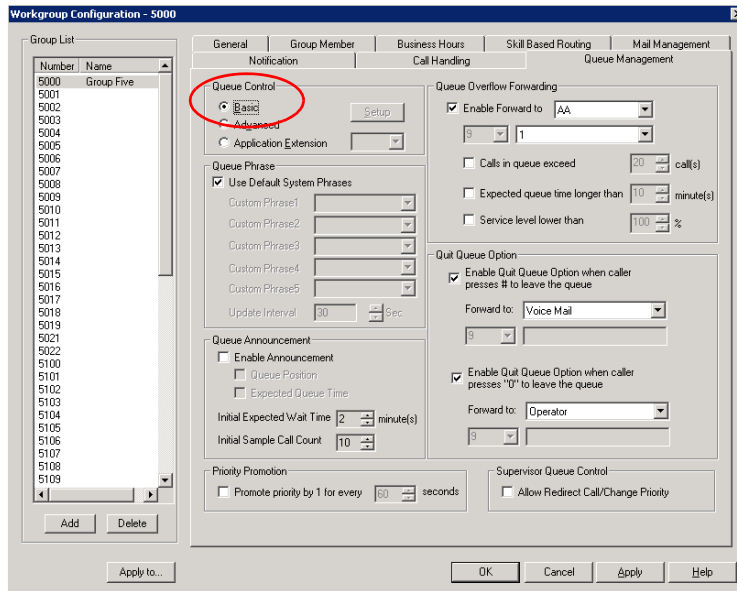 Workgroup Configuration - 5000
Group List
Number Name
5000 Group Five
5001
5002
5003
5004
5005
5006
5007
5008
5009
5010
5011
5012
5013
5014
5015
5016
5017
5018
5019
5021
5022
5100
5101
5102
5103
5104
5105
5106
5107
5108
5109
Add Delete
Apply to...
General Group Member Business Hours Skill Based Routing Mail Management
Notification Call Handling Queue Management
Queue Control
Basic
Setup
Advanced
Application Extension
Queue Phrase
Use Default System Phrases
Custom Phrase1
Custom Phrase2
Custom Phrase3
Custom Phrase4
Custom Phrase5
Update Interval 30 Sec
Queue Announcement
Enable Announcement
Queue Position
Expected Queue Time
Initial Expected Wait Time 2 minute(s)
Initial Sample Call Count 10
Priority Promotion
Promote priority by 1 for every 60 seconds
Queue Overflow Forwarding
Enable Forward to AA
9 1
Calls in queue exceed 20 call(s)
Expected queue time longer than 10 minute(s)
Service level lower than 100 %
Quit Queue Option
Enable Quit Queue Option when caller
presses # to leave the queue
Forward to: Voice Mail
9
Enable Quit Queue Option when caller
presses "0" to leave the queue
Forward to: Operator
9
Supervisor Queue Control
Allow Redirect Call/Change Priority
OK Cancel Apply Help